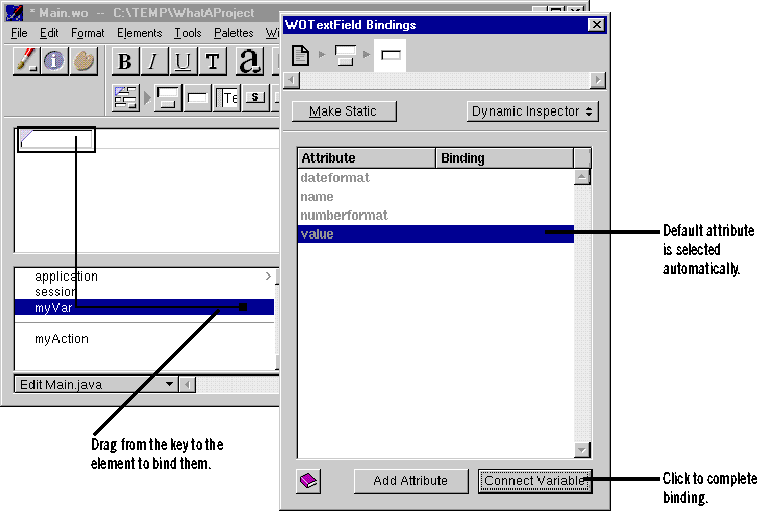 * Main.wo -- C:\TEMP\WhatAProject
File Edit Format Elements Tools Palettes Wi
B I U T a
Te S
application
session
myVar
myAction
Edit Main.java
WOTextField Bindings
Make Static Dynamic Inspector
Attribute Binding
dateformat
name
numberformat
value
Add Attribute Connect Variable
Default attribute
is selected
automatically.
Drag from the key to the
element to bind them.
Click to complete
binding.